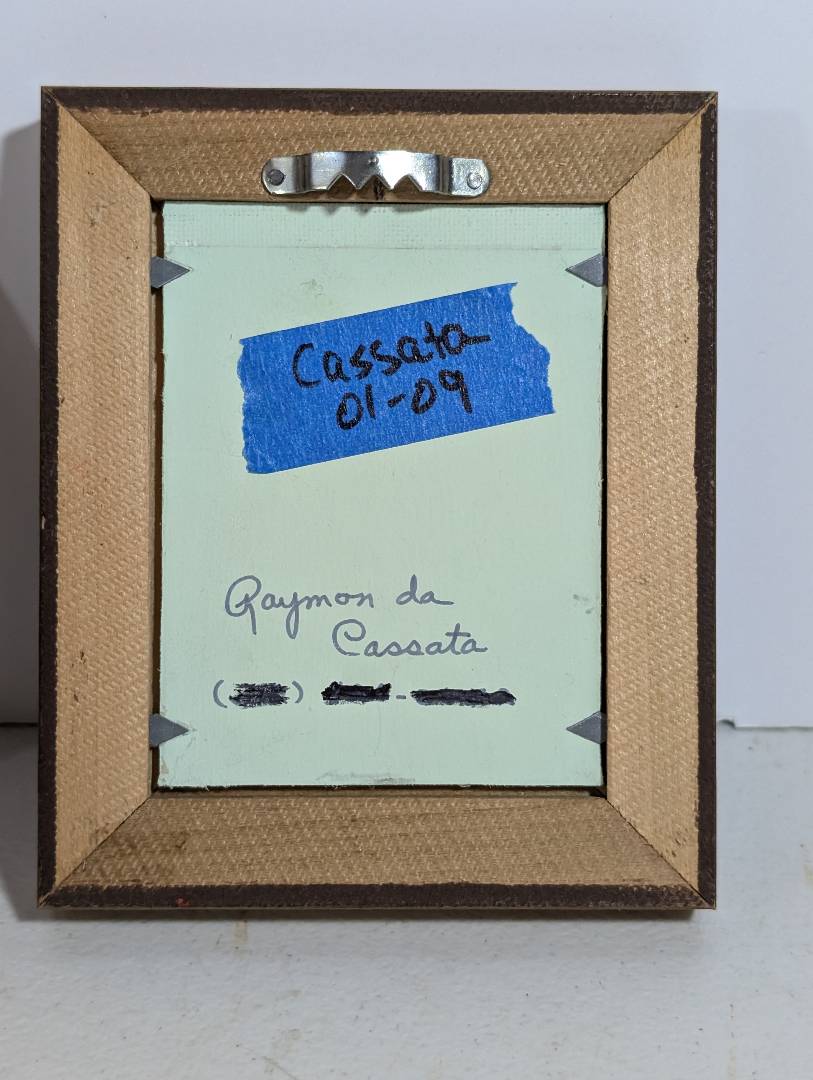 Cassata
01-09
Raymon da
Cassata
( ) -